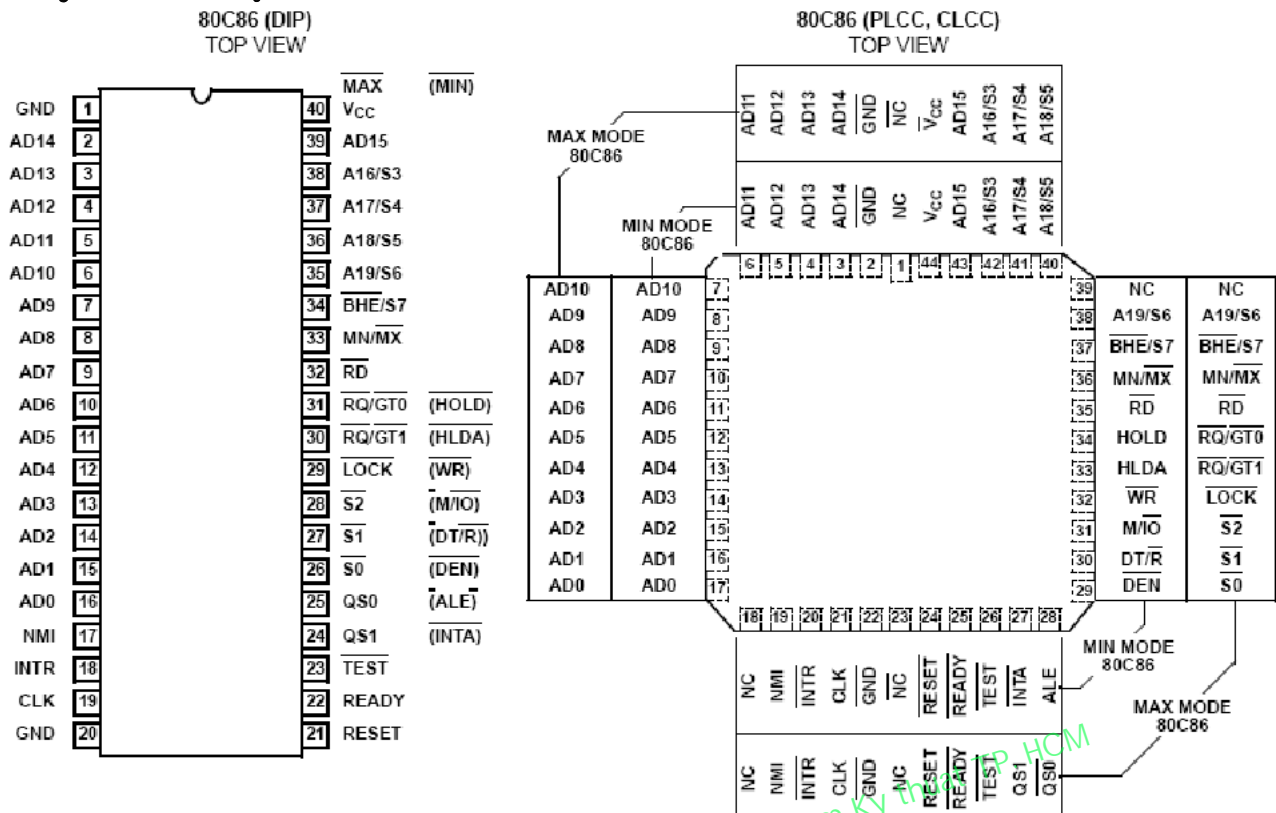 80C86 (DIP)
TOP VIEW
MAX (MIN)
GND 1 40 VCC
AD14 2 39 AD15
AD13 3 38 A16/S3
AD12 4 37 A17/S4
AD11 5 36 A18/S5
AD10 6 35 A19/S6
AD9 7 34 BHE/S7
AD8 8 33 MN/MX
AD7 9 32 RD
AD6 10 31 RQ/GT0 (HOLD)
AD5 11 30 RQ/GT1 (HLDA)
AD4 12 29 LOCK (WR)
AD3 13 28 S2 (M/IO)
AD2 14 27 S1 (DT/R))
AD1 15 26 S0 (DEN)
AD0 16 25 QS0 (ALE)
NMI 17 24 QS1 (INTA)
INTR 18 23 TEST
CLK 19 22 READY
GND 20 21 RESET
80C86 (PLCC, CLCC)
TOP VIEW
MAX MODE
80C86
AD11 AD12 AD13 AD14 GND NC VCC AD15 A16/S3 A17/S4 A18/S5
MIN MODE
80C86
AD11 AD12 AD13 AD14 GND NC VCC AD15 A16/S3 A17/S4 A18/S5
6 5 4 3 2 1 44 43 42 41 40
AD10 AD10 7 39 NC NC
AD9 AD9 8 38 A19/S6 A19/S6
AD8 AD8 9 37 BHE/S7 BHE/S7
AD7 AD7 10 36 MN/MX MN/MX
AD6 AD6 11 35 RD RD
AD5 AD5 12 34 HOLD RQ/GT0
AD4 AD4 13 33 HLDA RQ/GT1
AD3 AD3 14 32 WR LOCK
AD2 AD2 15 31 M/IO S2
AD1 AD1 16 30 DT/R S1
AD0 AD0 17 29 DEN S0
18 19 20 21 22 23 24 25 26 27 28
NC NMI INTR CLK GND NC RESET READY TEST INTA ALE
MIN MODE
80C86
NC NMI INTR CLK GND NC RESET READY TEST QS1 QS0
MAX MODE
80C86
thuat TP HCM